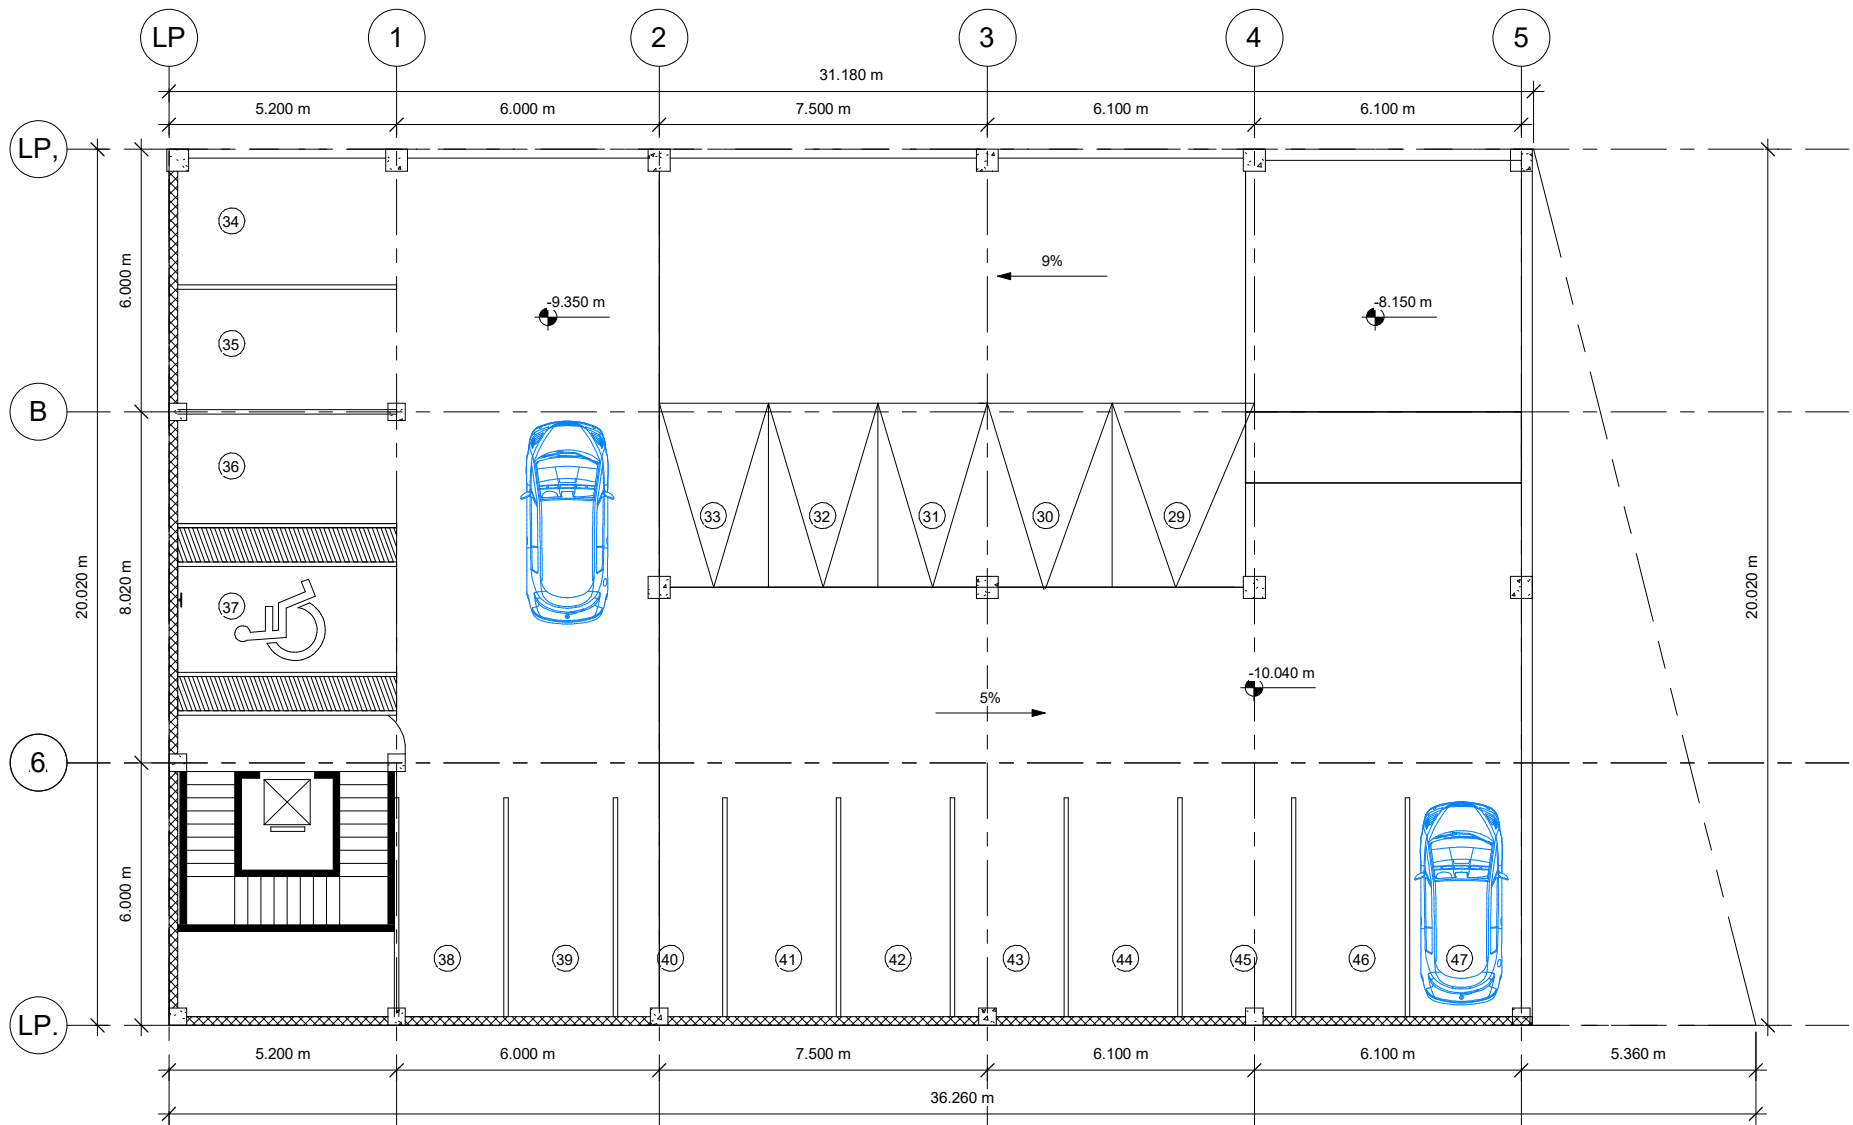 LP 1 2 3 4 5
31.180 m
5.200 m 6.000 m 7.500 m 6.100 m 6.100 m
LP,
34
6.000 m
9%
-9.350 m -8.150 m
35
B
36
33 32 31 30 29
20.020 m 8.020 m 20.020 m
37
-10.040 m
5%
6.
6.000 m
38 39 40 41 42 43 44 45 46 47
LP.
5.200 m 6.000 m 7.500 m 6.100 m 6.100 m 5.360 m
36.260 m